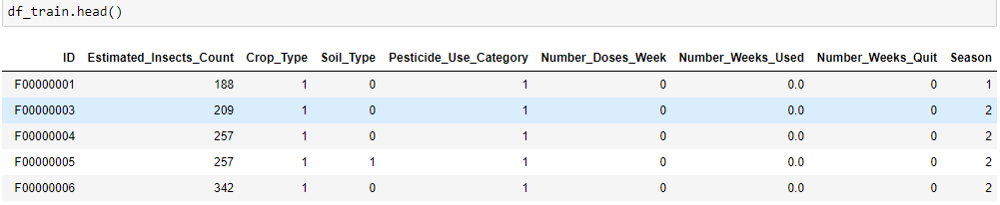 df_train.head()
ID Estimated_Insects_Count Crop_Type Soil_Type Pesticide_Use_Category Number_Doses_Week Number_Weeks_Used Number_Weeks_Quit Season
F00000001 188 1 0 1 0 0.0 0 1
F00000003 209 1 0 1 0 0.0 0 2
F00000004 257 1 0 1 0 0.0 0 2
F00000005 257 1 1 1 0 0.0 0 2
F00000006 342 1 0 1 0 0.0 0 2